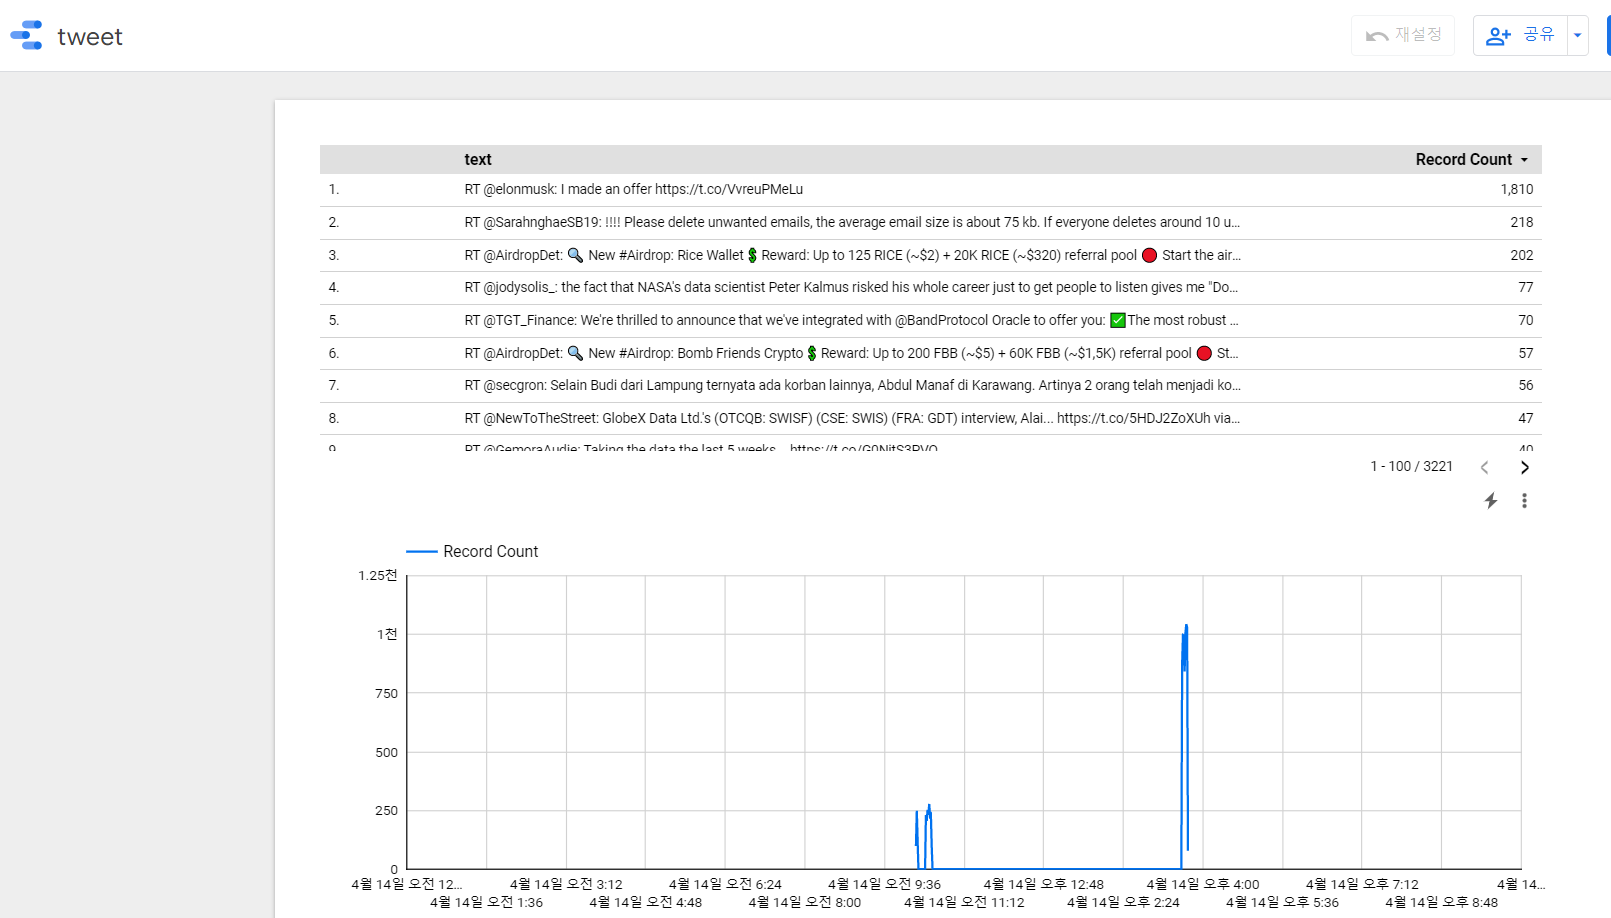 tweet
재설정
공유
text Record Count
1. RT @elonmusk: I made an offer https://t.co/VvreuPMeLu 1,810
2. RT @SarahnghaeSB19: !!!! Please delete unwanted emails, the average email size is about 75 kb. If everyone deletes around 10 u... 218
3. RT @AirdropDet: 🔍 New #Airdrop: Rice Wallet 💲 Reward: Up to 125 RICE (~$2) + 20K RICE (~$320) referral pool 🔴 Start the air... 202
4. RT @jodysolis_: the fact that NASA's data scientist Peter Kalmus risked his whole career just to get people to listen gives me "Do... 77
5. RT @TGT_Finance: We're thrilled to announce that we've integrated with @BandProtocol Oracle to offer you: ✅The most robust ... 70
6. RT @AirdropDet: 🔍 New #Airdrop: Bomb Friends Crypto 💲 Reward: Up to 200 FBB (~$5) + 60K FBB (~$1,5K) referral pool 🔴 St... 57
7. RT @secgron: Selain Budi dari Lampung ternyata ada korban lainnya, Abdul Manaf di Karawang. Artinya 2 orang telah menjadi ko... 56
8. RT @NewToTheStreet: GlobeX Data Ltd.'s (OTCQB: SWISF) (CSE: SWIS) (FRA: GDT) interview, Alai... https://t.co/5HDJ2ZoXUh via... 47
9. RT @GemoraAudie: Taking the data the last 5 weeks... 40
1 - 100 / 3221
Record Count
1.25천
1천
750
500
250
0
4월 14일 오전 12... 4월 14일 오전 3:12 4월 14일 오전 6:24 4월 14일 오전 9:36 4월 14일 오후 12:48 4월 14일 오후 4:00 4월 14일 오후 7:12 4월 14...
4월 14일 오전 1:36 4월 14일 오전 4:48 4월 14일 오전 8:00 4월 14일 오전 11:12 4월 14일 오후 2:24 4월 14일 오후 5:36 4월 14일 오후 8:48